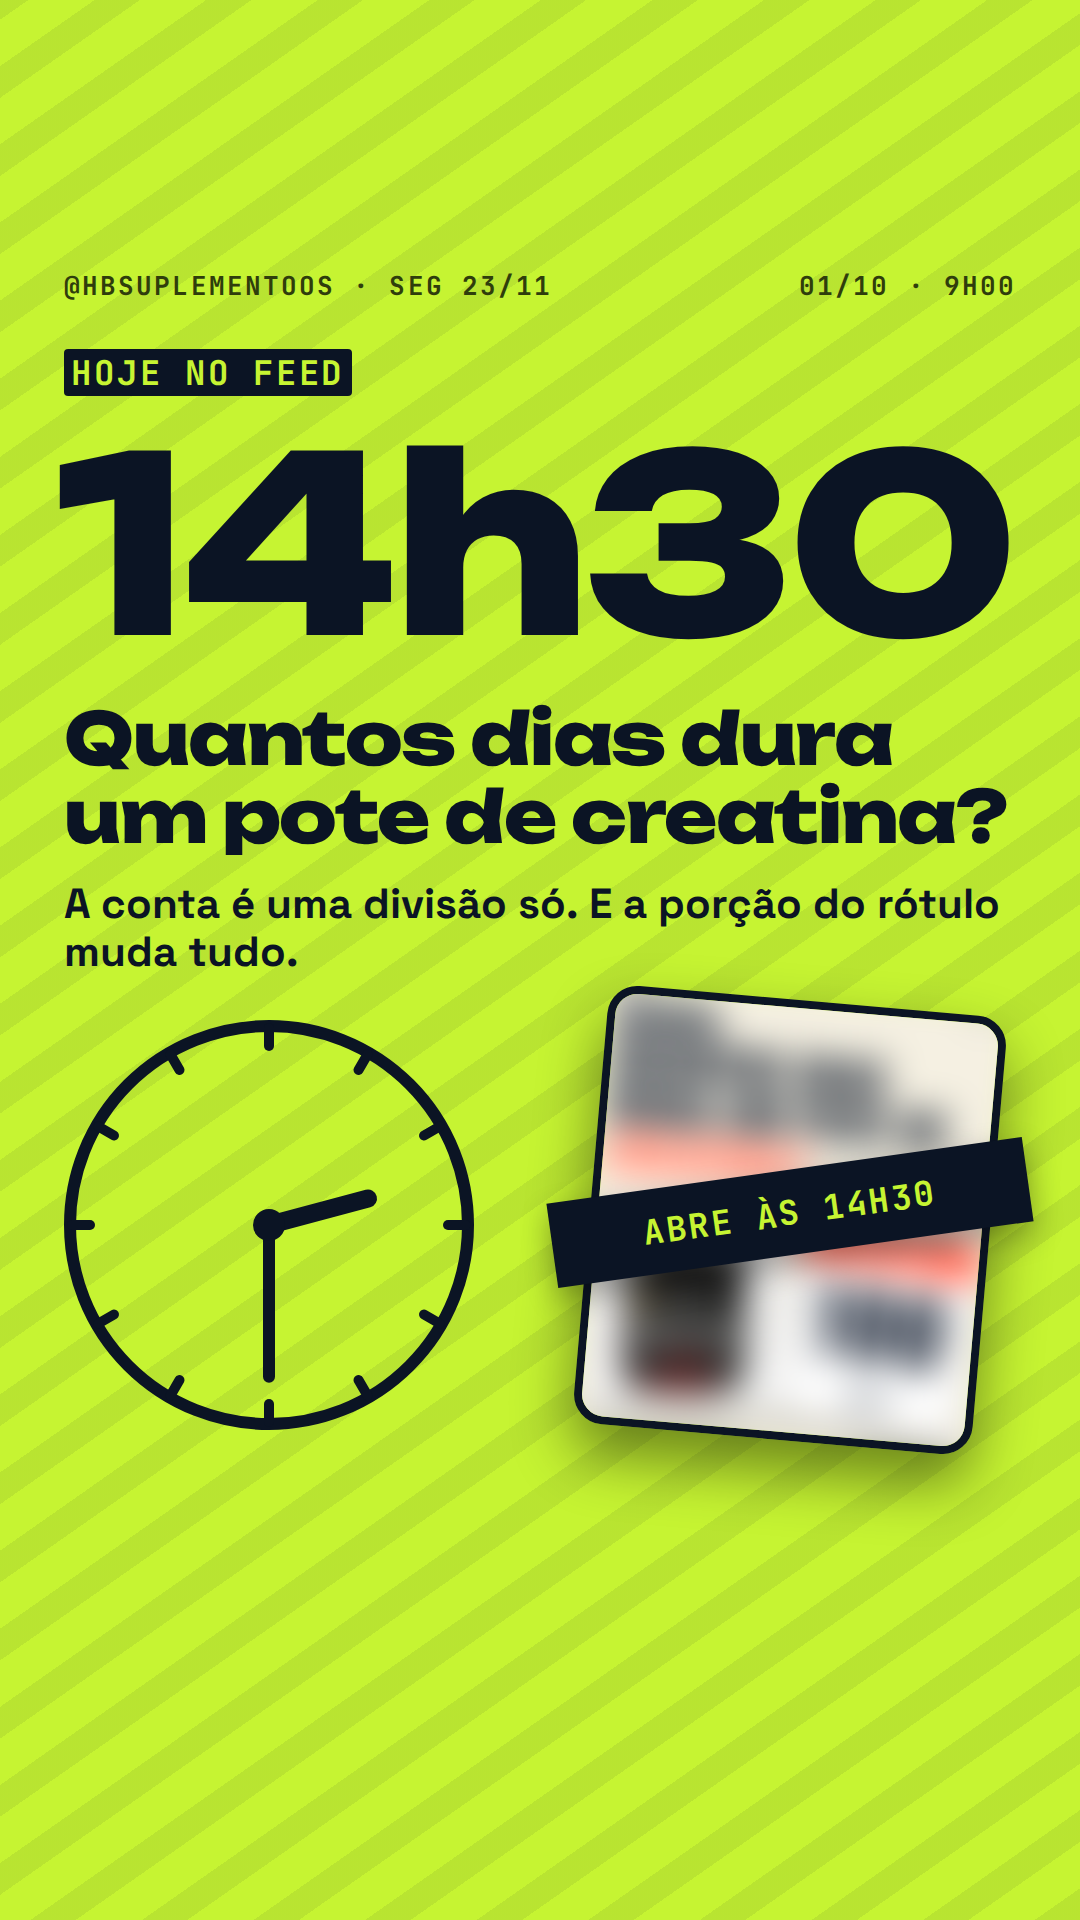 @HBSUPLEMENTOOS · SEG 23/11
01/10 · 9H00
HOJE NO FEED
14h30
Quantos dias dura
um pote de creatina?
A conta é uma divisão só. E a porção do rótulo
muda tudo.
ABRE ÀS 14H30